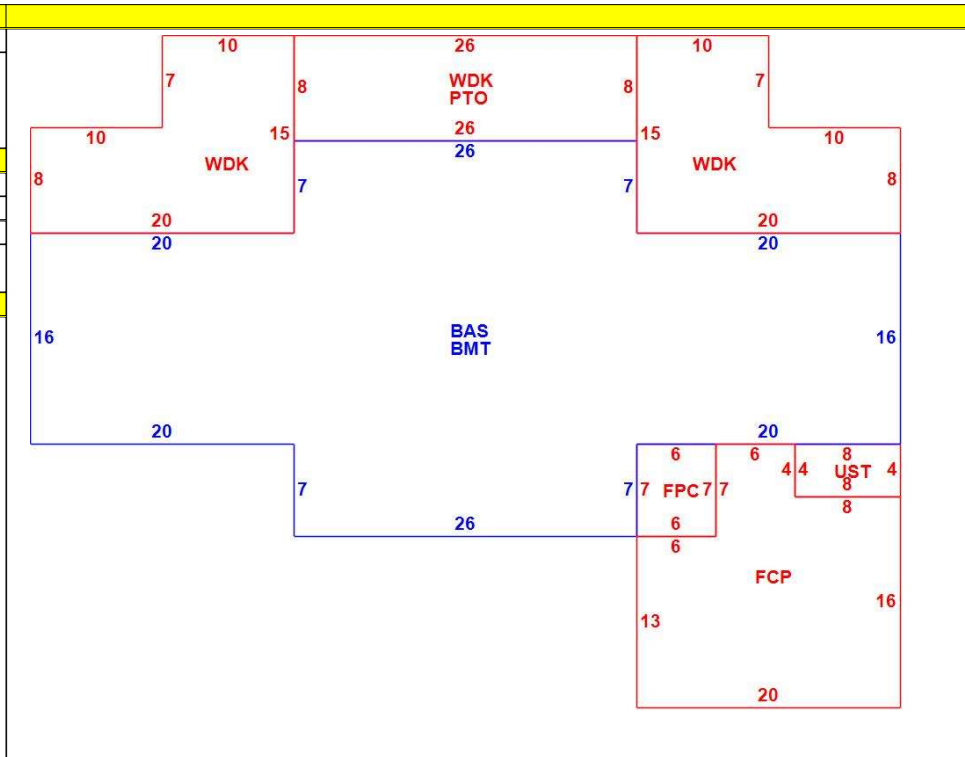 10 26 10
7 8 WDK 8 7
PTO
10 15 26 15 10
26
8 WDK 7 7 WDK 8
20 20
20 20
16 BAS 16
BMT
20 20
6 6 8
7 7 7 FPC 7 7 4 4 UST 4
8
26 6 8
6
FCP
13 16
20